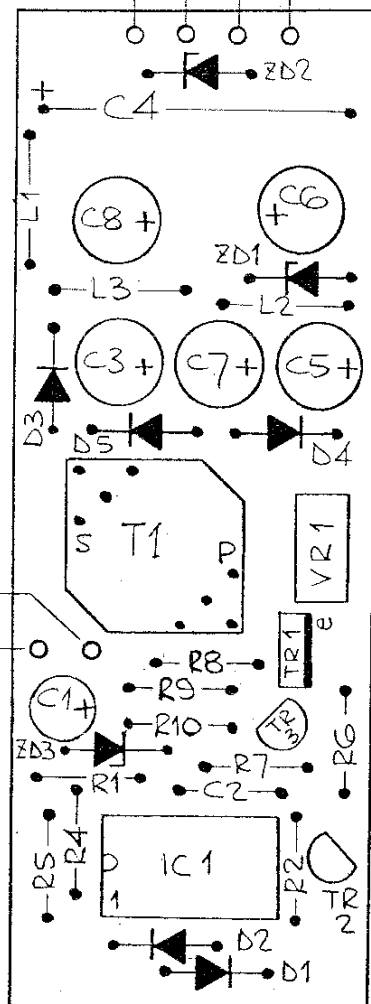 ZD2
+
C4
L1
C8 +
+ C6
ZD1
L3
L2
C3 +
C7 +
C5 +
D3
D5
D4
T1
S
P
VR1
TR1
e
R8
R9
C1 +
R10
TR3
ZD3
R6
R7
R1
C2
R5
R4
IC1
1
R2
TR2
D2
D1